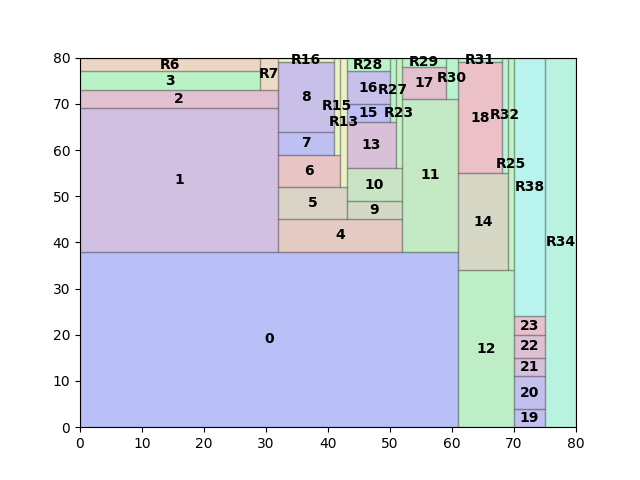 80 R6 R16 R28 R29 R31
3 R7 R30
70 2 8 R15 16 R27 17 R32
R13 15 R23 18
60 7 13 R25
50 1 6 10 11 R38
5 9 14
40 4 R34
30
20 0 12 23
22
10 21
20
0 19
0 10 20 30 40 50 60 70 80